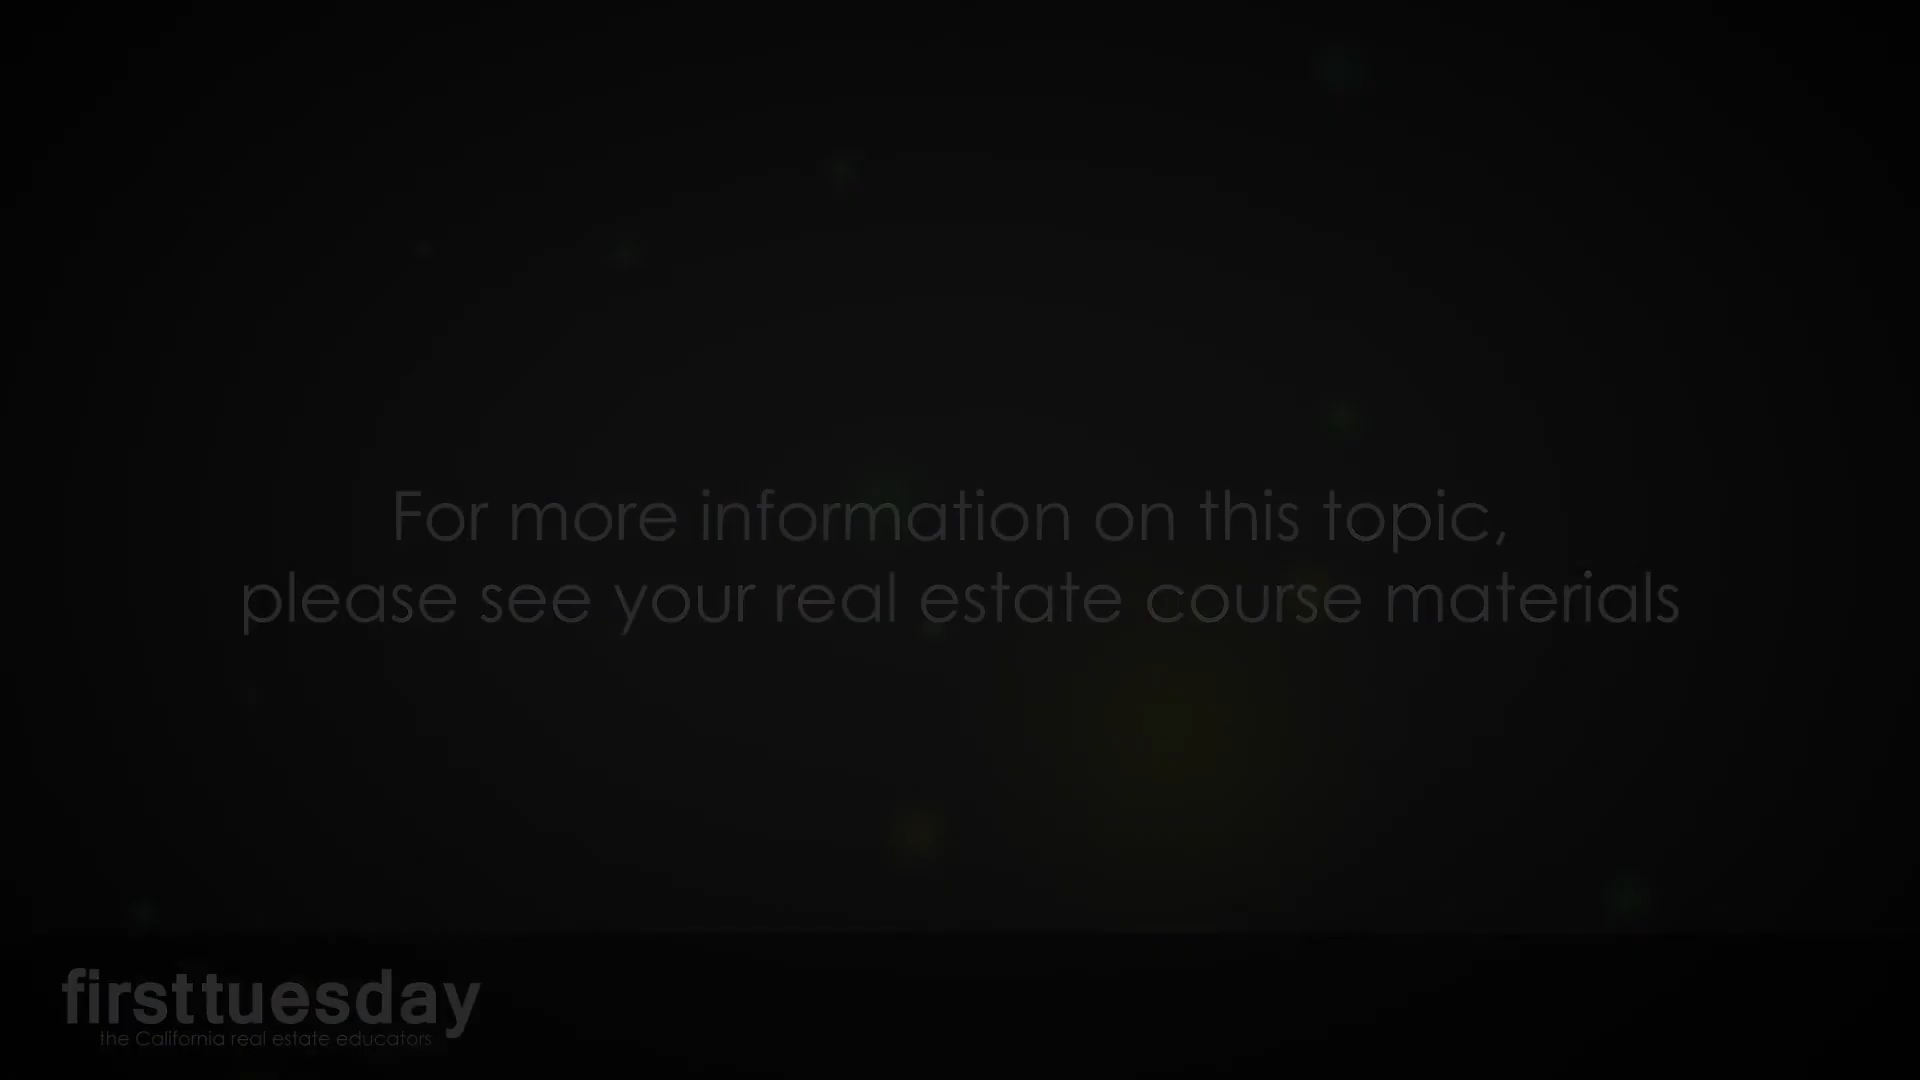 For more information on this topic,
please see your real estate course materials
firsttuesday
the California real estate educators